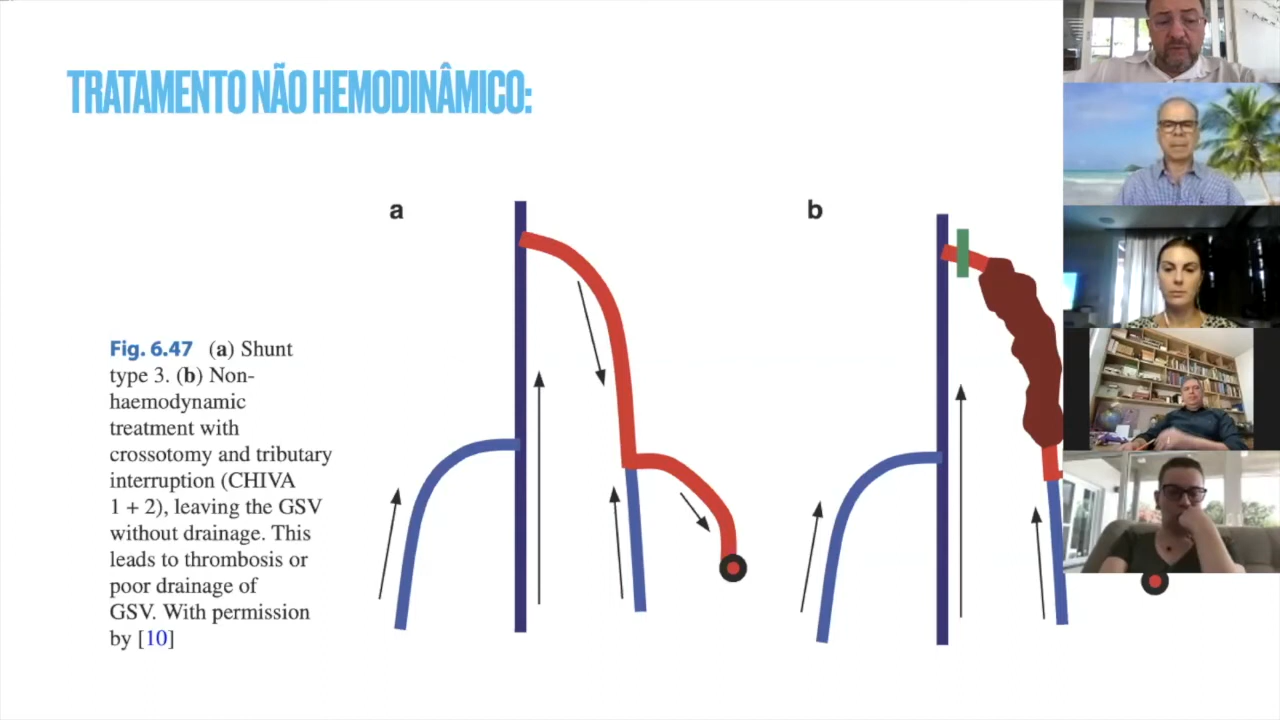 TRATAMENTO NÃO HEMODINÂMICO:
a
b
Fig. 6.47 (a) Shunt
type 3. (b) Non-
haemodynamic
treatment with
crossotomy and tributary
interruption (CHIVA
1 + 2), leaving the GSV
without drainage. This
leads to thrombosis or
poor drainage of
GSV. With permission
by [10]